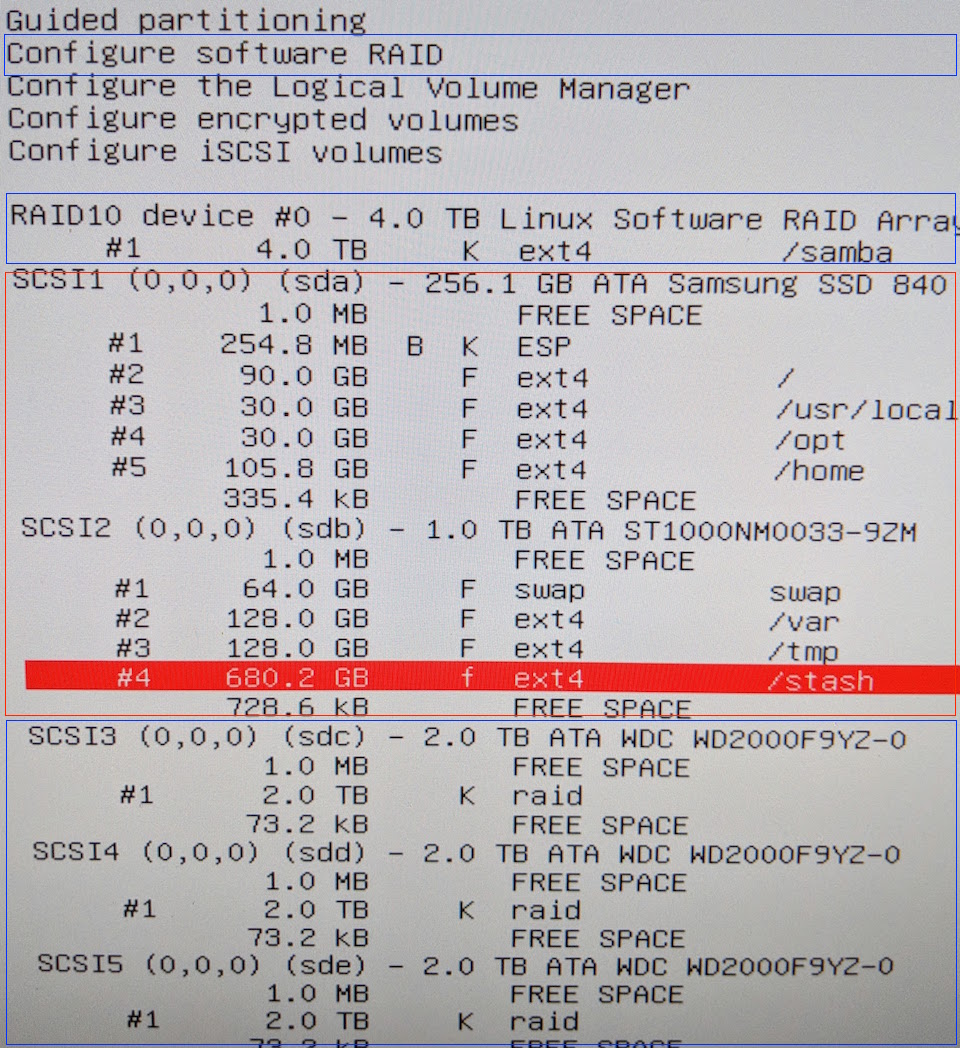 Guided partitioning
Configure software RAID
Configure the Logical Volume Manager
Configure encrypted volumes
Configure iSCSI volumes
RAID10 device #0 - 4.0 TB Linux Software RAID Array
#1 4.0 TB K ext4 /samba
SCSI1 (0,0,0) (sda) - 256.1 GB ATA Samsung SSD 840
1.0 MB FREE SPACE
#1 254.8 MB B K ESP
#2 90.0 GB F ext4 /
#3 30.0 GB F ext4 /usr/local
#4 30.0 GB F ext4 /opt
#5 105.8 GB F ext4 /home
335.4 kB FREE SPACE
SCSI2 (0,0,0) (sdb) - 1.0 TB ATA ST1000NM0033-9ZM
1.0 MB FREE SPACE
#1 64.0 GB F swap swap
#2 128.0 GB F ext4 /var
#3 128.0 GB F ext4 /tmp
#4 680.2 GB f ext4 /stash
728.6 kB FREE SPACE
SCSI3 (0,0,0) (sdc) - 2.0 TB ATA WDC WD2000F9YZ-0
1.0 MB FREE SPACE
#1 2.0 TB K raid
73.2 kB FREE SPACE
SCSI4 (0,0,0) (sdd) - 2.0 TB ATA WDC WD2000F9YZ-0
1.0 MB FREE SPACE
#1 2.0 TB K raid
73.2 kB FREE SPACE
SCSI5 (0,0,0) (sde) - 2.0 TB ATA WDC WD2000F9YZ-0
1.0 MB FREE SPACE
#1 2.0 TB K raid
73.2 kB FREE SPACE